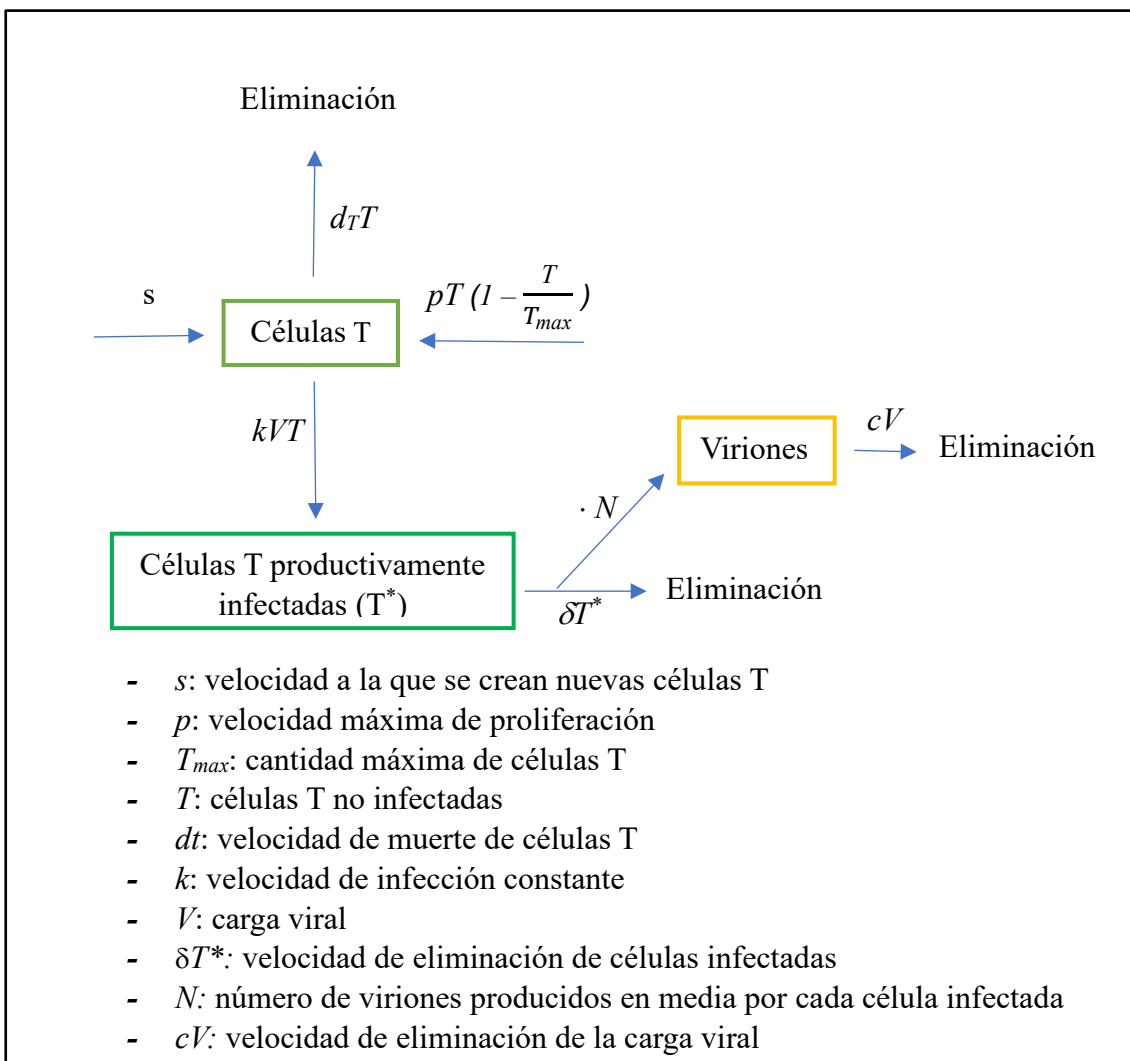 Eliminación
dTT
s
pT (1 – T/Tmax )
Células T
kVT
cV
Viriones
Eliminación
· N
Células T productivamente
infectadas (T*)
Eliminación
δT*
- s: velocidad a la que se crean nuevas células T
- p: velocidad máxima de proliferación
- Tmax: cantidad máxima de células T
- T: células T no infectadas
- dt: velocidad de muerte de células T
- k: velocidad de infección constante
- V: carga viral
- δT*: velocidad de eliminación de células infectadas
- N: número de viriones producidos en media por cada célula infectada
- cV: velocidad de eliminación de la carga viral